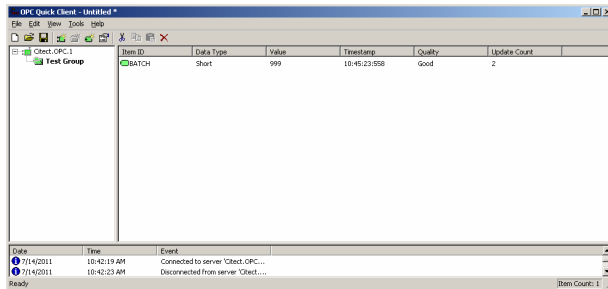 OPC Quick Client - Untitled *
File Edit View Tools Help
Citect.OPC.1
Test Group
Item ID Data Type Value Timestamp Quality Update Count
BATCH Short 999 10:45:23:558 Good 2
Date Time Event
7/14/2011 10:42:19 AM Connected to server 'Citect.OPC...
7/14/2011 10:42:23 AM Disconnected from server 'Citect....
Ready Item Count: 1